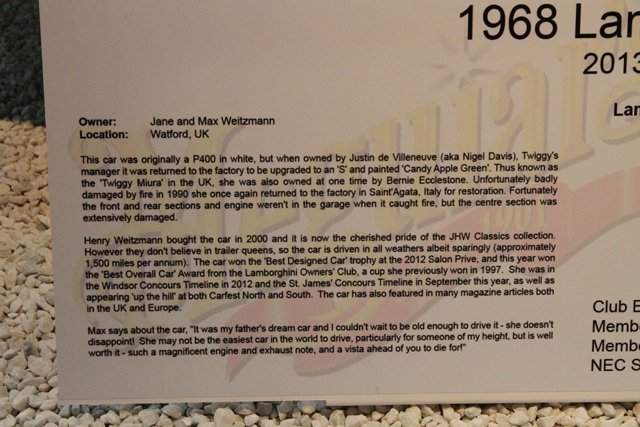 1968 Lar
2013
Lar
Owner: Jane and Max Weitzmann
Location: Watford, UK
This car was originally a P400 in white, but when owned by Justin de Villeneuve (aka Nigel Davis), Twiggy's
manager it was returned to the factory to be upgraded to an 'S' and painted 'Candy Apple Green'. Thus known as
the 'Twiggy Miura' in the UK, she was also owned at one time by Bernie Ecclestone. Unfortunately badly
damaged by fire in 1990 she once again returned to the factory in Saint'Agata, Italy for restoration. Fortunately
the front and rear sections and engine weren't in the garage when it caught fire, but the centre section was
extensively damaged.
Henry Weitzmann bought the car in 2000 and it is now the cherished pride of the JHW Classics collection.
However they don't believe in trailer queens, so the car is driven in all weathers albeit sparingly (approximately
1,500 miles per annum). The car won the 'Best Designed Car' trophy at the 2012 Salon Prive, and this year won
the 'Best Overall Car' Award from the Lamborghini Owners' Club, a cup she previously won in 1997. She was in
the Windsor Concours Timeline in 2012 and the St. James' Concours Timeline in September this year, as well as
appearing 'up the hill' at both Carfest North and South. The car has also featured in many magazine articles both
in the UK and Europe.
Max says about the car, "It was my father's dream car and I couldn't wait to be old enough to drive it - she doesn't
disappoint! She may not be the easiest car in the world to drive, particularly for someone of my height, but is well
worth it - such a magnificent engine and exhaust note, and a vista ahead of you to die for!"
Club E
Membe
Membe
NEC S